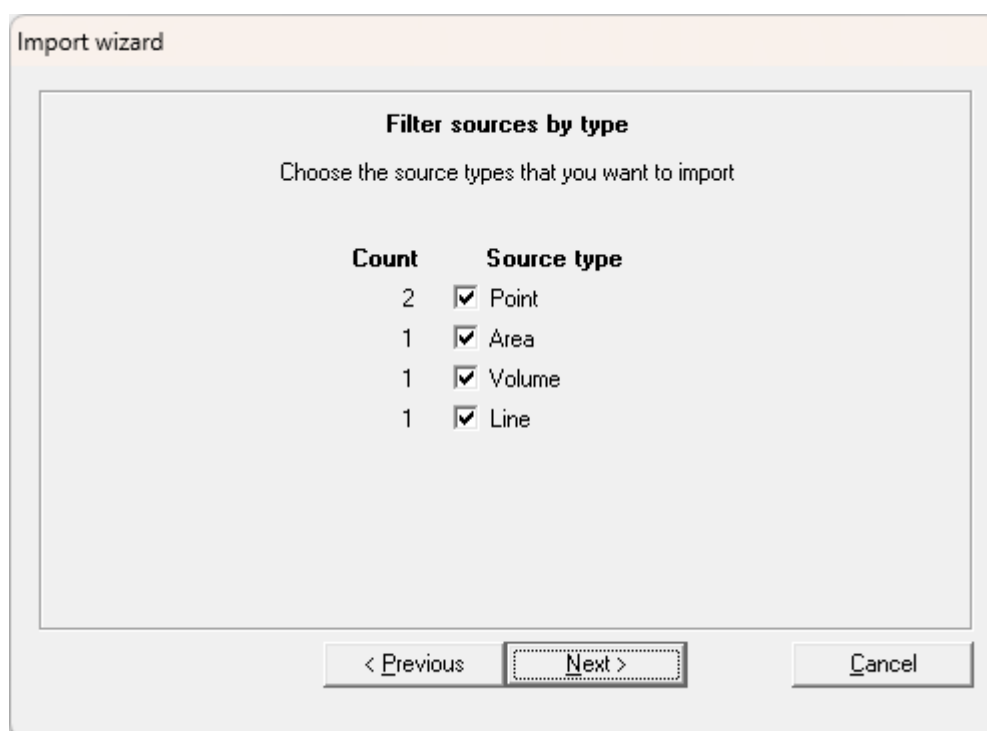 Import wizard
Filter sources by type
Choose the source types that you want to import
Count Source type
2 Point
1 Area
1 Volume
1 Line
< Previous Next > Cancel